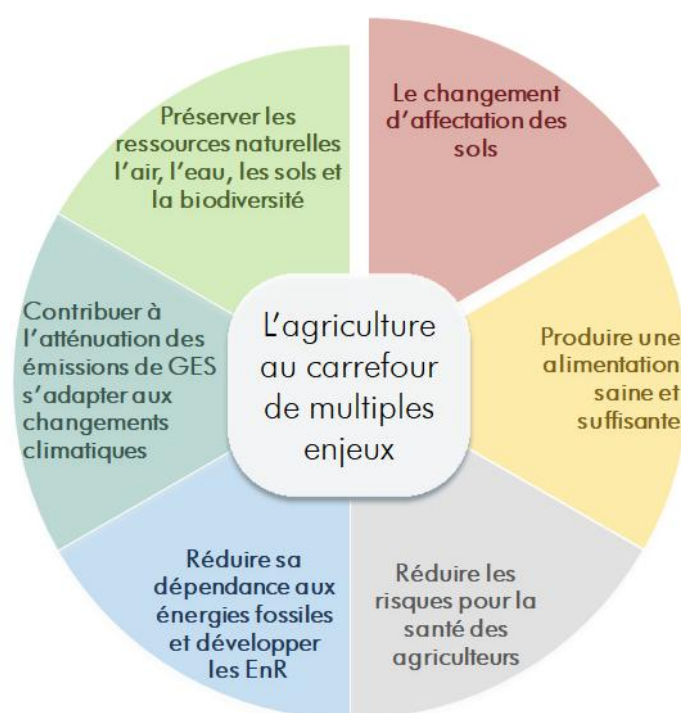 Le changement
d'affectation des
sols
Produire une
alimentation
saine et
suffisante
Réduire les
risques pour la
santé des
agriculteurs
Réduire sa
dépendance aux
énergies fossiles
et développer
les EnR
Contribuer à
l'atténuation des
émissions de GES
s'adapter aux
changements
climatiques
Préserver les
ressources naturelles
l'air, l'eau, les sols et
la biodiversité
L'agriculture
au carrefour
de multiples
enjeux